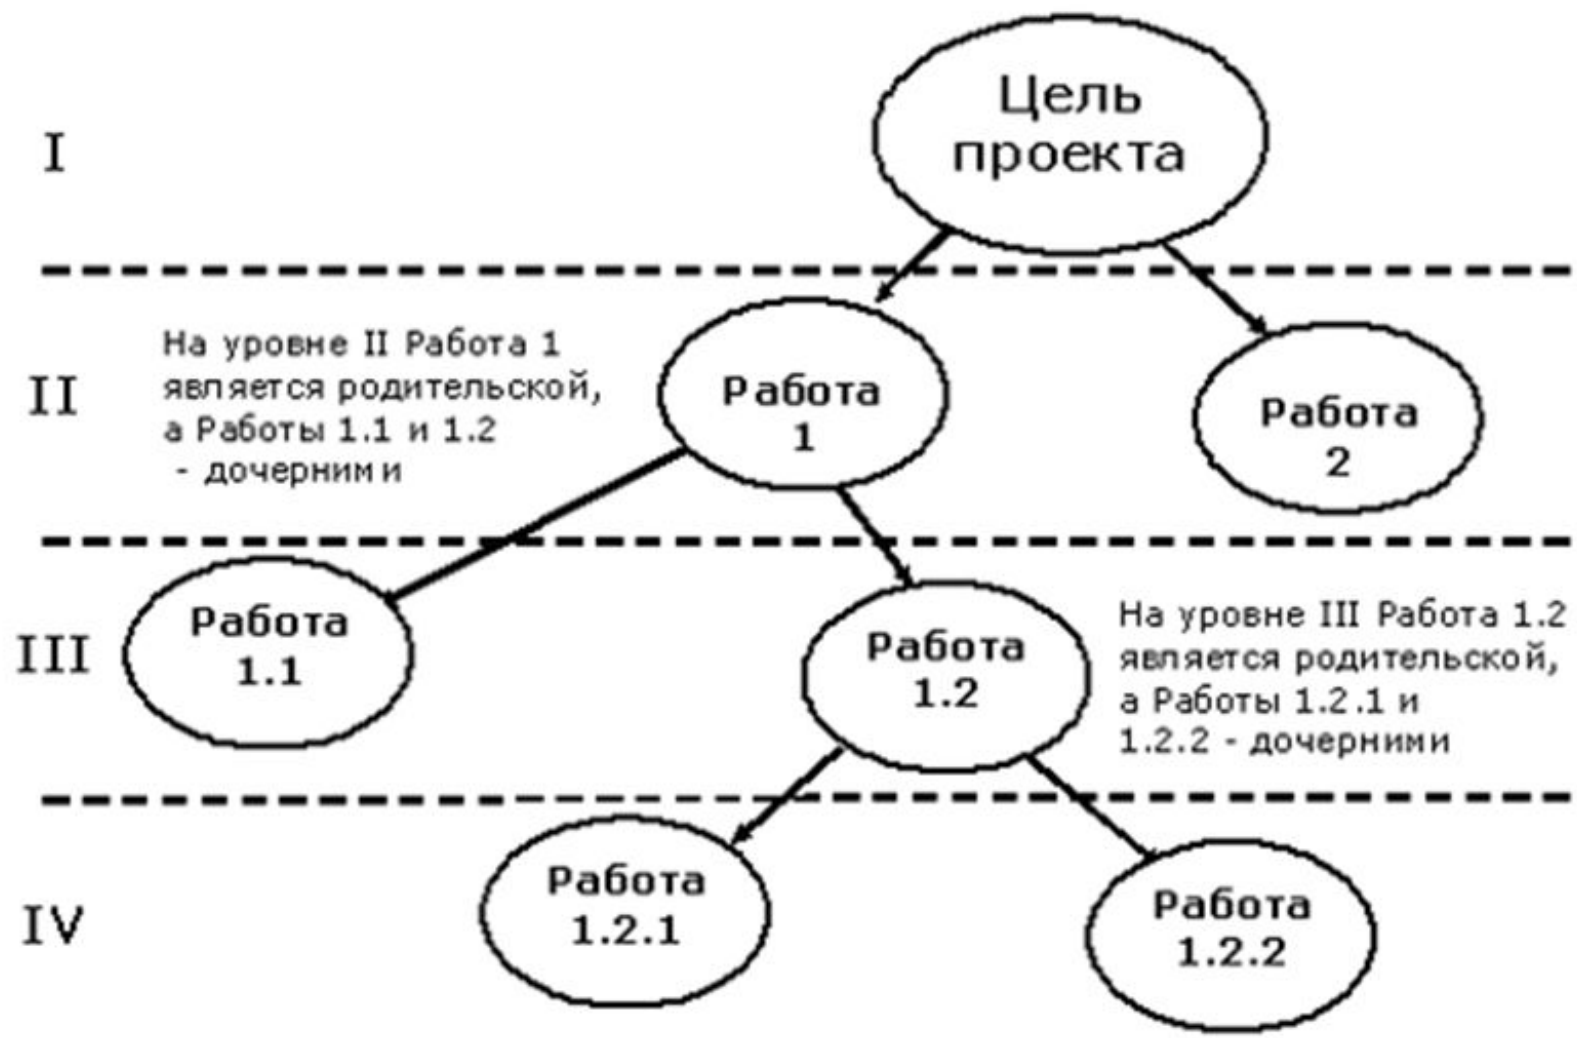 Цель
проекта
I
На уровне II Работа 1
является родительской,
а Работы 1.1 и 1.2
- дочерними
II
Работа
1
Работа
2
III
Работа
1.1
Работа
1.2
На уровне III Работа 1.2
является родительской,
а Работы 1.2.1 и
1.2.2 - дочерними
IV
Работа
1.2.1
Работа
1.2.2